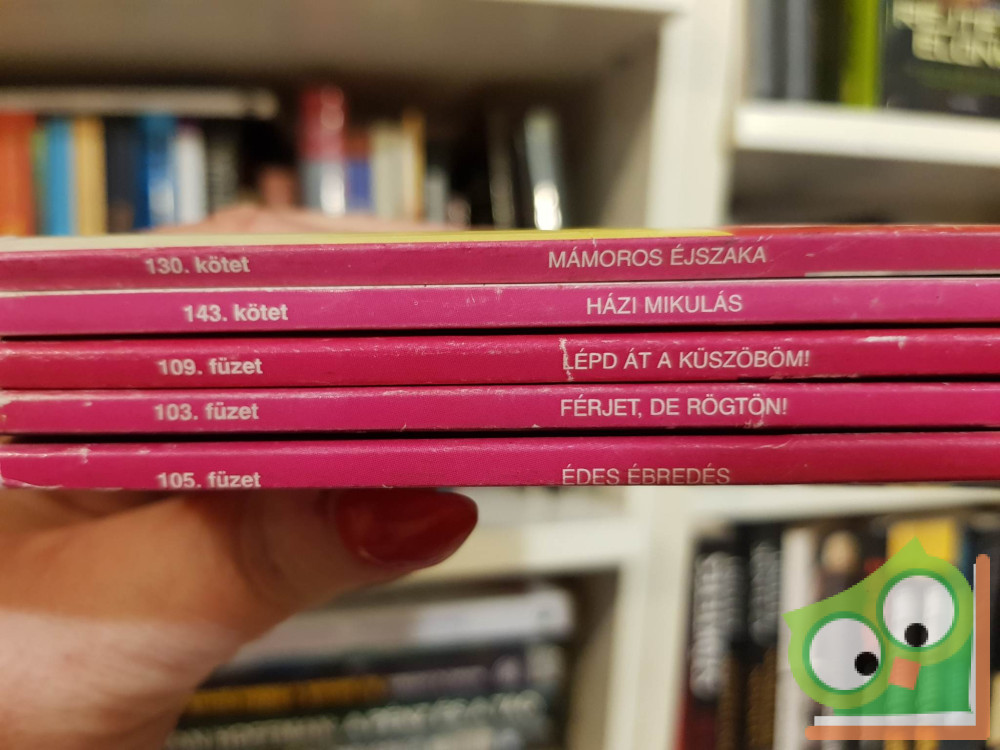 130. kötet MÁMOROS ÉJSZAKA
143. kötet HÁZI MIKULÁS
109. füzet LÉPD ÁT A KÜSZÖBÖM!
103. füzet FÉRJET, DE RÖGTÖN!
105. füzet ÉDES ÉBREDÉS